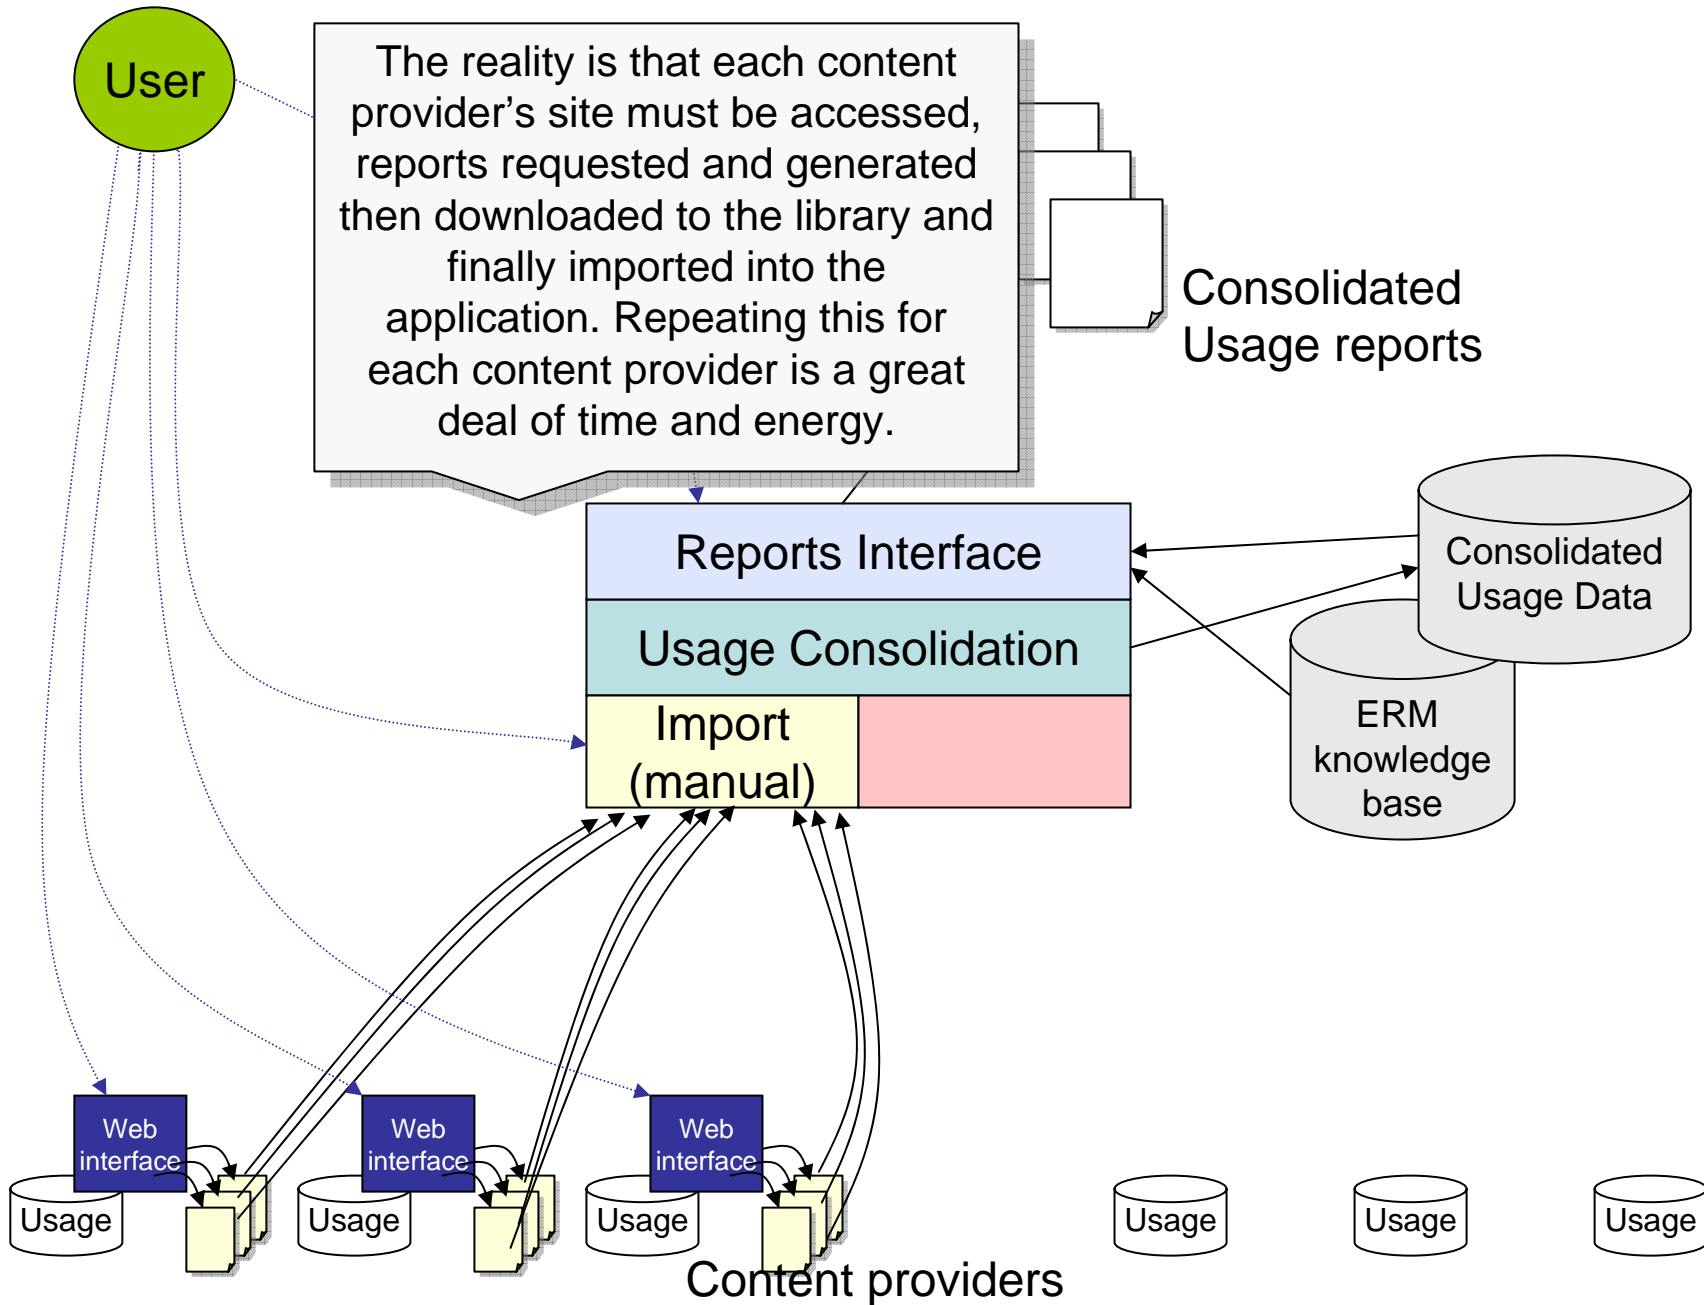 User
The reality is that each content
provider’s site must be accessed,
reports requested and generated
then downloaded to the library and
finally imported into the
application. Repeating this for
each content provider is a great
deal of time and energy.
Consolidated
Usage reports
Reports Interface
Consolidated
Usage Data
Usage Consolidation
Import
(manual)
ERM
knowledge
base
Web
interface
Usage
Web
interface
Usage
Web
interface
Usage
Usage
Usage
Usage
Content providers